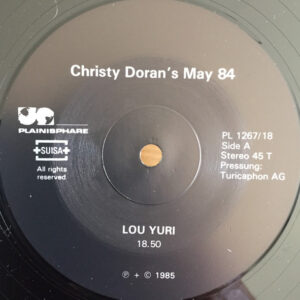 Christy Doran's May 84
PLAINISPHARE
+SUISA+
All rights
reserved
PL 1267/18
Side A
Stereo 45 T
Pressung:
Turicaphon AG
LOU YURI
18.50
℗ + © 1985